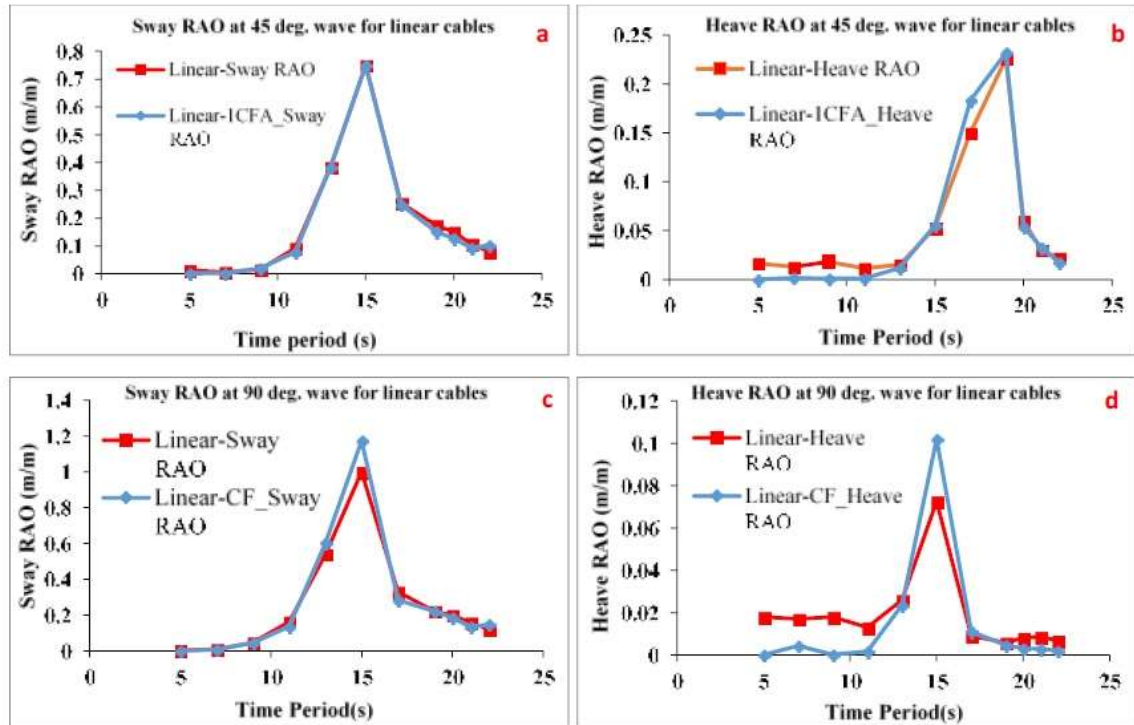 Sway RAO at 45 deg. wave for linear cables
a
0.8
0.7
0.6
0.5
0.4
0.3
0.2
0.1
0
Sway RAO (m/m)
Linear-Sway RAO
Linear-1CFA_Sway
RAO
0 5 10 15 20 25
Time period (s)
Heave RAO at 45 deg. wave for linear cables
b
0.25
0.2
0.15
0.1
0.05
0
Heave RAO (m/m)
Linear-Heave RAO
Linear-1CFA_Heave
RAO
0 5 10 15 20 25
Time Period (s)
Sway RAO at 90 deg. wave for linear cables
c
1.4
1.2
1
0.8
0.6
0.4
0.2
0
Sway RAO (m/m)
Linear-Sway
RAO
Linear-CF_Sway
RAO
0 5 10 15 20 25
Time Period(s)
Heave RAO at 90 deg. wave for linear cables
d
0.12
0.1
0.08
0.06
0.04
0.02
0
Heave RAO (m/m)
Linear-Heave
RAO
Linear-CF_Heave
RAO
0 5 10 15 20 25
Time Period(s)